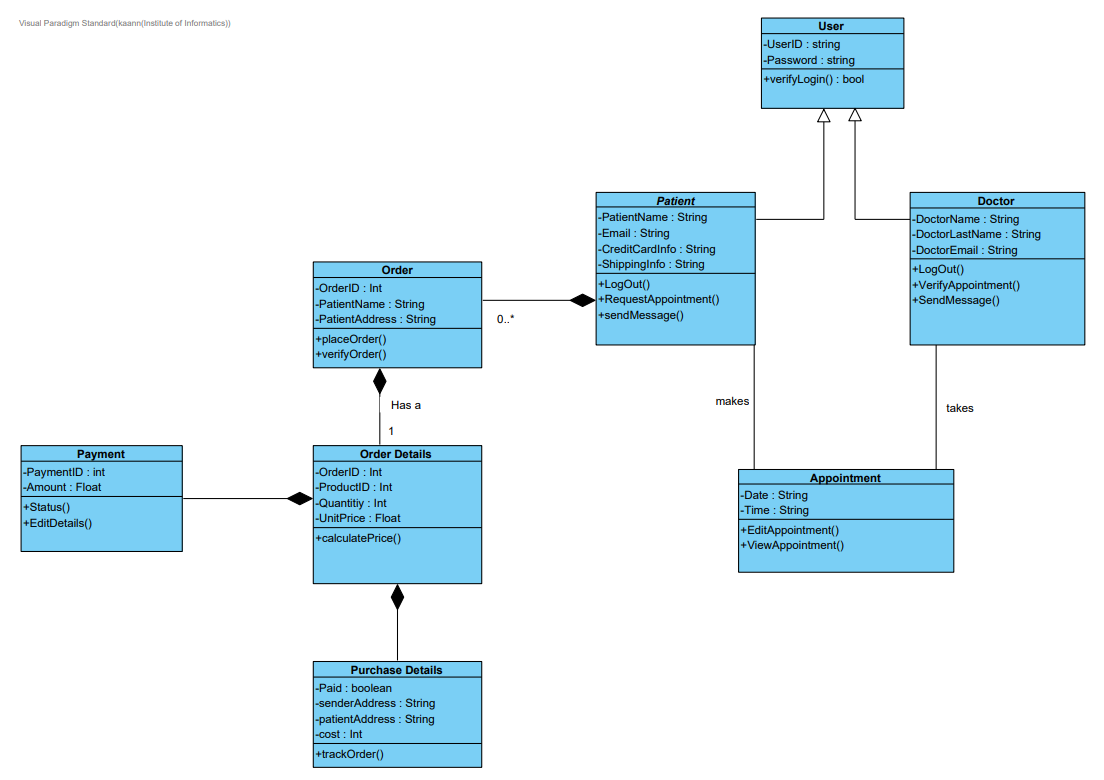 Visual Paradigm Standard(kaann(Institute of Informatics))
User
-UserID : string
-Password : string
+verifyLogin() : bool
Patient
-PatientName : String
-Email : String
-CreditCardInfo : String
-ShippingInfo : String
+LogOut()
+RequestAppointment()
+sendMessage()
Doctor
-DoctorName : String
-DoctorLastName : String
-DoctorEmail : String
+LogOut()
+VerifyAppointment()
+SendMessage()
Order
-OrderID : Int
-PatientName : String
-PatientAddress : String
+placeOrder()
+verifyOrder()
0..*
Has a
1
makes
takes
Payment
-PaymentID : int
-Amount : Float
+Status()
+EditDetails()
Order Details
-OrderID : Int
-ProductID : Int
-Quantitiy : Int
-UnitPrice : Float
+calculatePrice()
Appointment
-Date : String
-Time : String
+EditAppointment()
+ViewAppointment()
Purchase Details
-Paid : boolean
-senderAddress : String
-patientAddress : String
-cost : Int
+trackOrder()